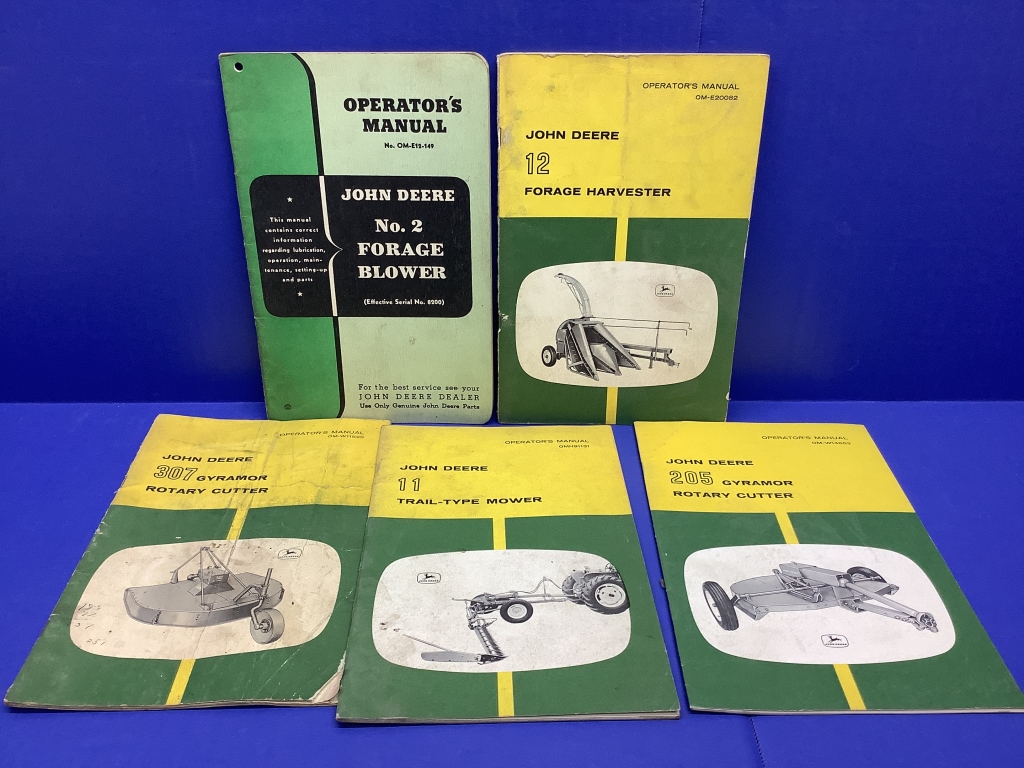 OPERATOR'S
MANUAL
No. OM-E12-149
JOHN DEERE
No. 2
FORAGE
BLOWER
(Effective Serial No. 8200)
This manual
contains correct
information
regarding lubrication,
operation, main-
tenance, setting-up
and parts
For the best service see your
JOHN DEERE DEALER
Use Only Genuine John Deere Parts
OPERATOR'S MANUAL
OM-E20082
JOHN DEERE
12
FORAGE HARVESTER
OPERATOR'S MANUAL
JOHN DEERE
307 GYRAMOR
ROTARY CUTTER
OPERATOR'S MANUAL
OMH91151
JOHN DEERE
11
TRAIL-TYPE MOWER
OPERATOR'S MANUAL
JOHN DEERE
205 GYRAMOR
ROTARY CUTTER